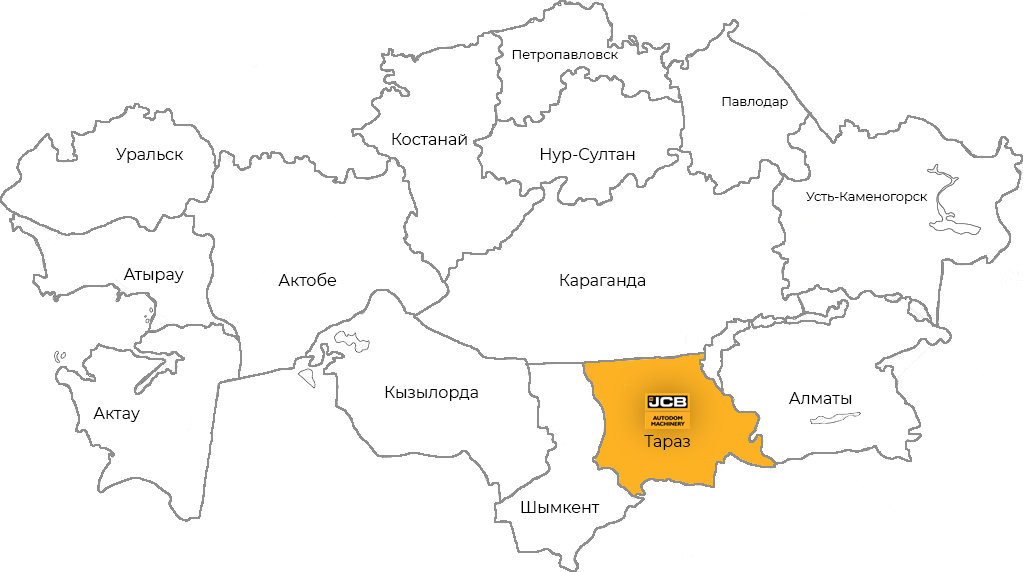 Петропавловск
Павлодар
Костанай
Уральск
Нур-Султан
Усть-Каменогорск
Атырау
Актобе
Караганда
Кызылорда
Алматы
JCB
Актау
AUTODOM
MACHINERY
Тараз
Шымкент